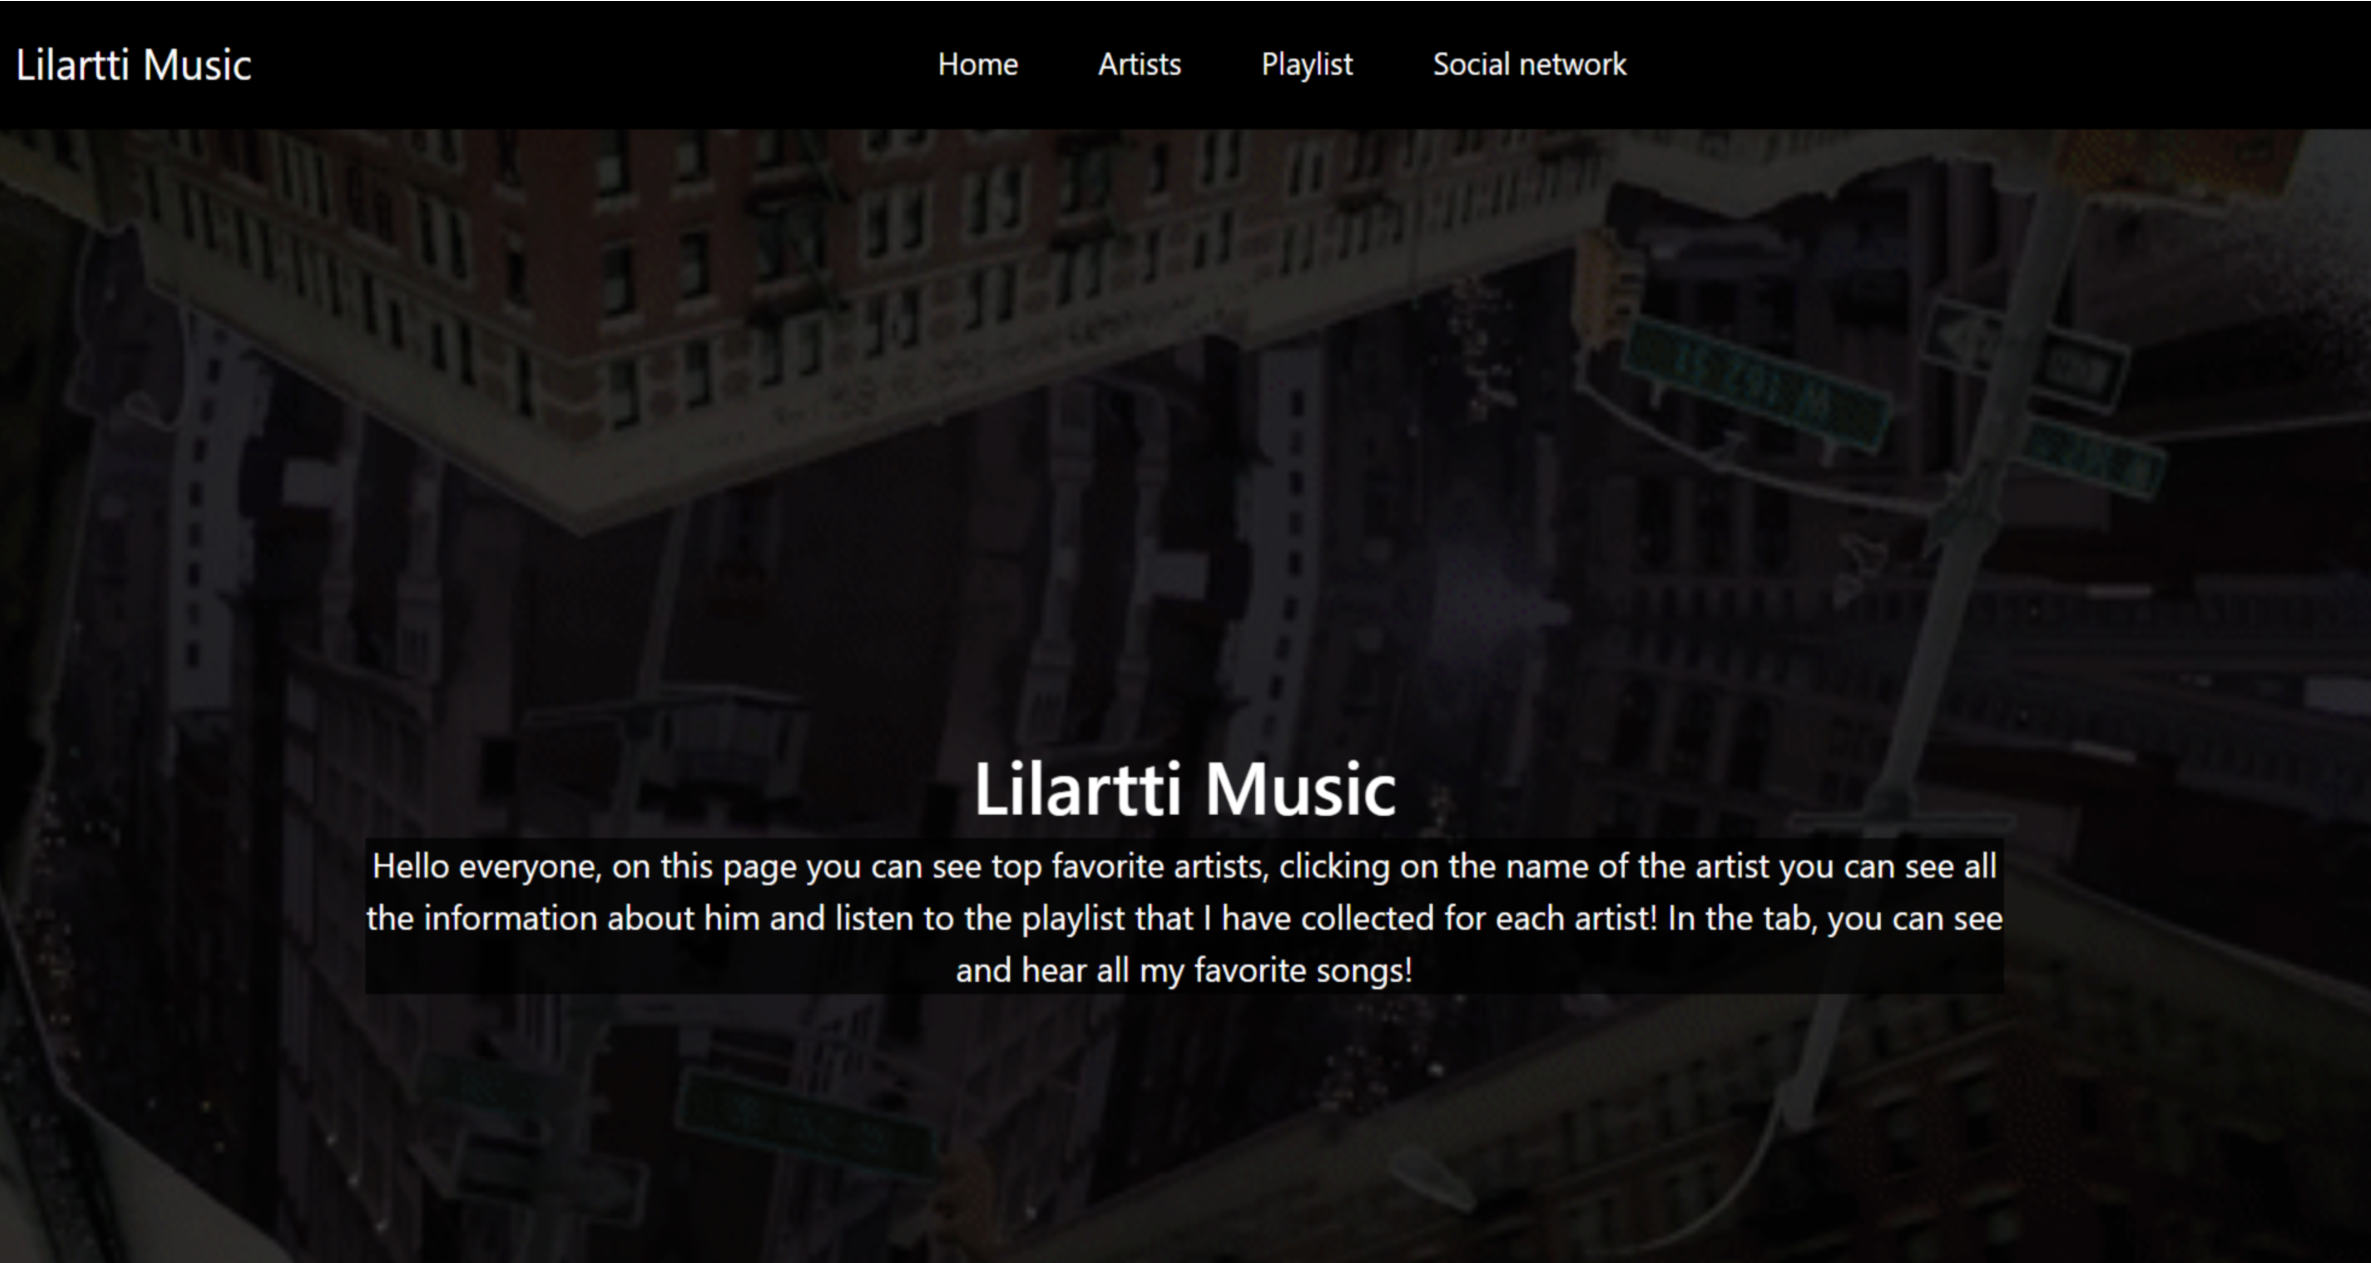 Lilartti Music
Home Artists Playlist Social network
W 162 ST
Lilartti Music
Hello everyone, on this page you can see top favorite artists, clicking on the name of the artist you can see all
the information about him and listen to the playlist that I have collected for each artist! In the tab, you can see
and hear all my favorite songs!